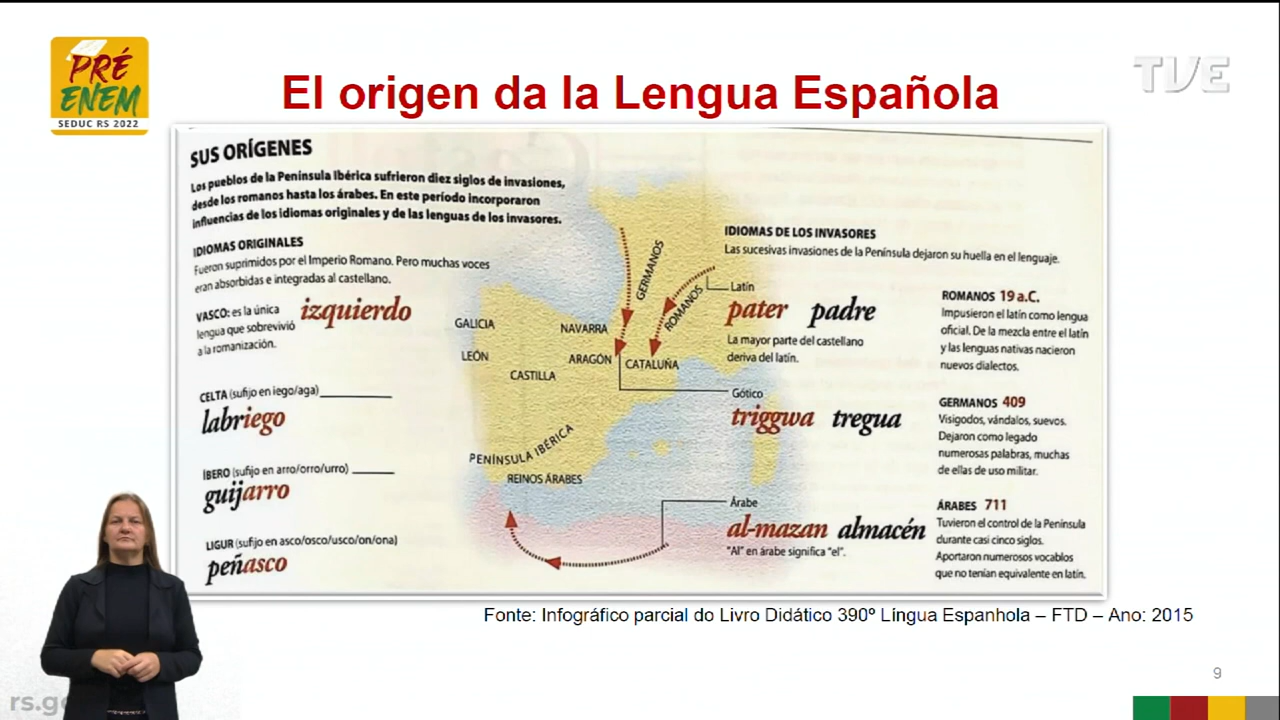 PRÉ
ENEM
SEDUC RS 2022
TVE
El origen da la Lengua Española
SUS ORÍGENES
Los pueblos de la Península Ibérica sufrieron diez siglos de invasiones,
desde los romanos hasta los árabes. En este período incorporaron
influencias de los idiomas originales y de las lenguas de los invasores.
IDIOMAS ORIGINALES
Fueron suprimidos por el Imperio Romano. Pero muchas voces
eran absorbidas e integradas al castellano.
VASCO: es la única
lengua que sobrevivió
a la romanización.
izquierdo
CELTA (sufijo en iego/aga)
labriego
ÍBERO (sufijo en arro/orro/urro)
guijarro
LIGUR (sufijo en asco/osco/usco/on/ona)
peñasco
GALICIA
NAVARRA
LEÓN
ARAGÓN
CATALUÑA
CASTILLA
PENÍNSULA IBÉRICA
REINOS ÁRABES
GERMANOS
ROMANOS
IDIOMAS DE LOS INVASORES
Las sucesivas invasiones de la Península dejaron su huella en el lenguaje.
Latín
pater padre
La mayor parte del castellano
deriva del latín.
Gótico
triggwa tregua
Árabe
al-mazan almacén
"Al" en árabe significa "el".
ROMANOS 19 a.C.
Impusieron el latín como lengua
oficial. De la mezcla entre el latín
y las lenguas nativas nacieron
nuevos dialectos.
GERMANOS 409
Visigodos, vándalos, suevos.
Dejaron como legado
numerosas palabras, muchas
de ellas de uso militar.
ÁRABES 711
Tuvieron el control de la Península
durante casi cinco siglos.
Aportaron numerosos vocablos
que no tenían equivalente en latín.
Fonte: Infográfico parcial do Livro Didático 390º Língua Espanhola – FTD – Ano: 2015
9